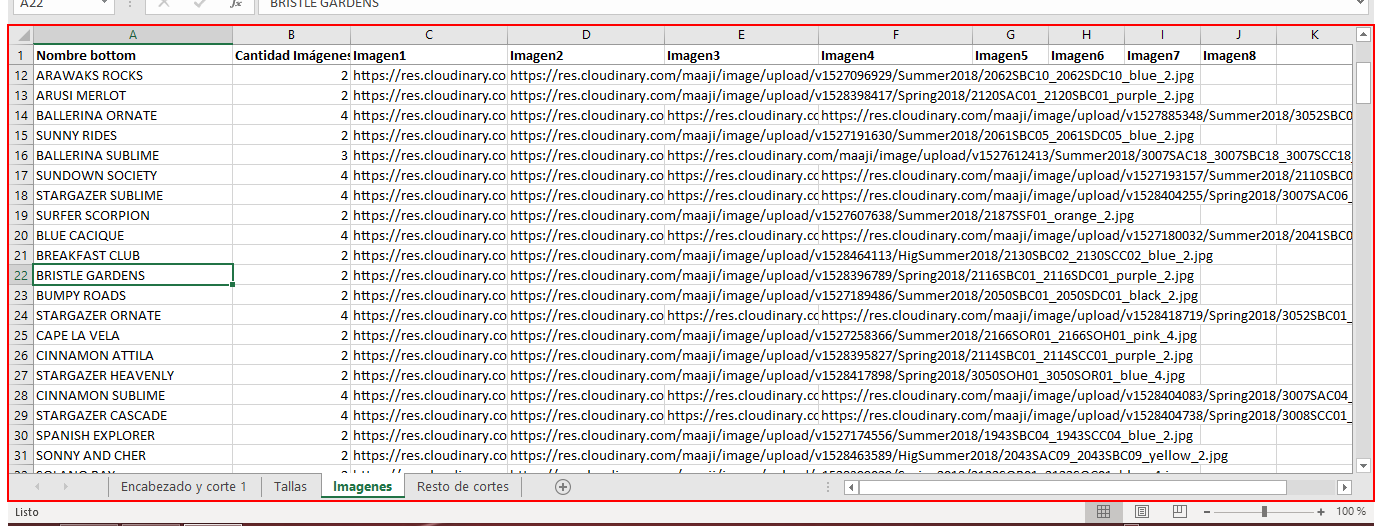 A22 fx BRISTLE GARDENS
A B C D E F G H I J K
1 Nombre bottom Cantidad Imágenes Imagen1 Imagen2 Imagen3 Imagen4 Imagen5 Imagen6 Imagen7 Imagen8
12 ARAWAKS ROCKS 2 https://res.cloudinary.co https://res.cloudinary.com/maaji/image/upload/v1527096929/Summer2018/2062SBC10_2062SDC10_blue_2.jpg
13 ARUSI MERLOT 2 https://res.cloudinary.co https://res.cloudinary.com/maaji/image/upload/v1528398417/Spring2018/2120SAC01_2120SBC01_purple_2.jpg
14 BALLERINA ORNATE 4 https://res.cloudinary.co https://res.cloudinary.co https://res.cloudinary.co https://res.cloudinary.com/maaji/image/upload/v1527885348/Summer2018/3052SBC0
15 SUNNY RIDES 2 https://res.cloudinary.co https://res.cloudinary.com/maaji/image/upload/v1527191630/Summer2018/2061SBC05_2061SDC05_blue_2.jpg
16 BALLERINA SUBLIME 3 https://res.cloudinary.co https://res.cloudinary.co https://res.cloudinary.com/maaji/image/upload/v1527612413/Summer2018/3007SAC18_3007SBC18_3007SCC18_
17 SUNDOWN SOCIETY 4 https://res.cloudinary.co https://res.cloudinary.co https://res.cloudinary.co https://res.cloudinary.com/maaji/image/upload/v1527193157/Summer2018/2110SBC0
18 STARGAZER SUBLIME 4 https://res.cloudinary.co https://res.cloudinary.co https://res.cloudinary.co https://res.cloudinary.com/maaji/image/upload/v1528404255/Spring2018/3007SAC06_
19 SURFER SCORPION 2 https://res.cloudinary.co https://res.cloudinary.com/maaji/image/upload/v1527607638/Summer2018/2187SSF01_orange_2.jpg
20 BLUE CACIQUE 4 https://res.cloudinary.co https://res.cloudinary.co https://res.cloudinary.co https://res.cloudinary.com/maaji/image/upload/v1527180032/Summer2018/2041SBC0
21 BREAKFAST CLUB 2 https://res.cloudinary.co https://res.cloudinary.com/maaji/image/upload/v1528464113/HigSummer2018/2130SBC02_2130SCC02_blue_2.jpg
22 BRISTLE GARDENS 2 https://res.cloudinary.co https://res.cloudinary.com/maaji/image/upload/v1528396789/Spring2018/2116SBC01_2116SDC01_purple_2.jpg
23 BUMPY ROADS 2 https://res.cloudinary.co https://res.cloudinary.com/maaji/image/upload/v1527189486/Summer2018/2050SBC01_2050SDC01_black_2.jpg
24 STARGAZER ORNATE 4 https://res.cloudinary.co https://res.cloudinary.co https://res.cloudinary.co https://res.cloudinary.com/maaji/image/upload/v1528418719/Spring2018/3052SBC01_
25 CAPE LA VELA 2 https://res.cloudinary.co https://res.cloudinary.com/maaji/image/upload/v1527258366/Summer2018/2166SOR01_2166SOH01_pink_4.jpg
26 CINNAMON ATTILA 2 https://res.cloudinary.co https://res.cloudinary.com/maaji/image/upload/v1528395827/Spring2018/2114SBC01_2114SCC01_purple_2.jpg
27 STARGAZER HEAVENLY 2 https://res.cloudinary.co https://res.cloudinary.com/maaji/image/upload/v1528417898/Spring2018/3050SOH01_3050SOR01_blue_4.jpg
28 CINNAMON SUBLIME 4 https://res.cloudinary.co https://res.cloudinary.co https://res.cloudinary.co https://res.cloudinary.com/maaji/image/upload/v1528404083/Spring2018/3007SAC04_
29 STARGAZER CASCADE 4 https://res.cloudinary.co https://res.cloudinary.co https://res.cloudinary.co https://res.cloudinary.com/maaji/image/upload/v1528404738/Spring2018/3008SCC01_
30 SPANISH EXPLORER 2 https://res.cloudinary.co https://res.cloudinary.com/maaji/image/upload/v1527174556/Summer2018/1943SBC04_1943SCC04_blue_2.jpg
31 SONNY AND CHER 2 https://res.cloudinary.co https://res.cloudinary.com/maaji/image/upload/v1528463589/HigSummer2018/2043SAC09_2043SBC09_yellow_2.jpg
Encabezado y corte 1 Tallas Imagenes Resto de cortes
Listo 100 %